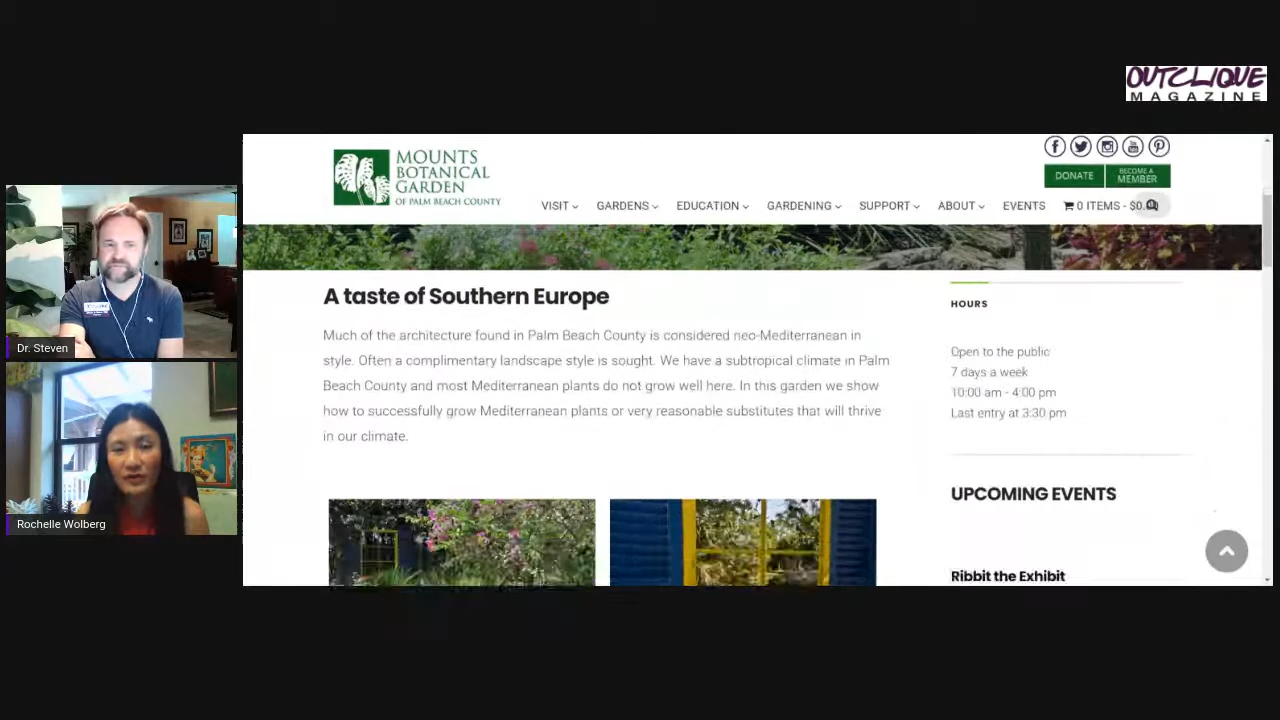 OUTCLIQUE
MAGAZINE
MOUNTS
BOTANICAL
GARDEN
OF PALM BEACH COUNTY
DONATE
BECOME A
MEMBER
VISIT
GARDENS
EDUCATION
GARDENING
SUPPORT
ABOUT
EVENTS
0 ITEMS - $0.
A taste of Southern Europe
Much of the architecture found in Palm Beach County is considered neo-Mediterranean in
style. Often a complimentary landscape style is sought. We have a subtropical climate in Palm
Beach County and most Mediterranean plants do not grow well here. In this garden we show
how to successfully grow Mediterranean plants or very reasonable substitutes that will thrive
in our climate.
HOURS
Open to the public
7 days a week
10:00 am - 4:00 pm
Last entry at 3:30 pm
UPCOMING EVENTS
Ribbit the Exhibit
Dr. Steven
Rochelle Wolberg